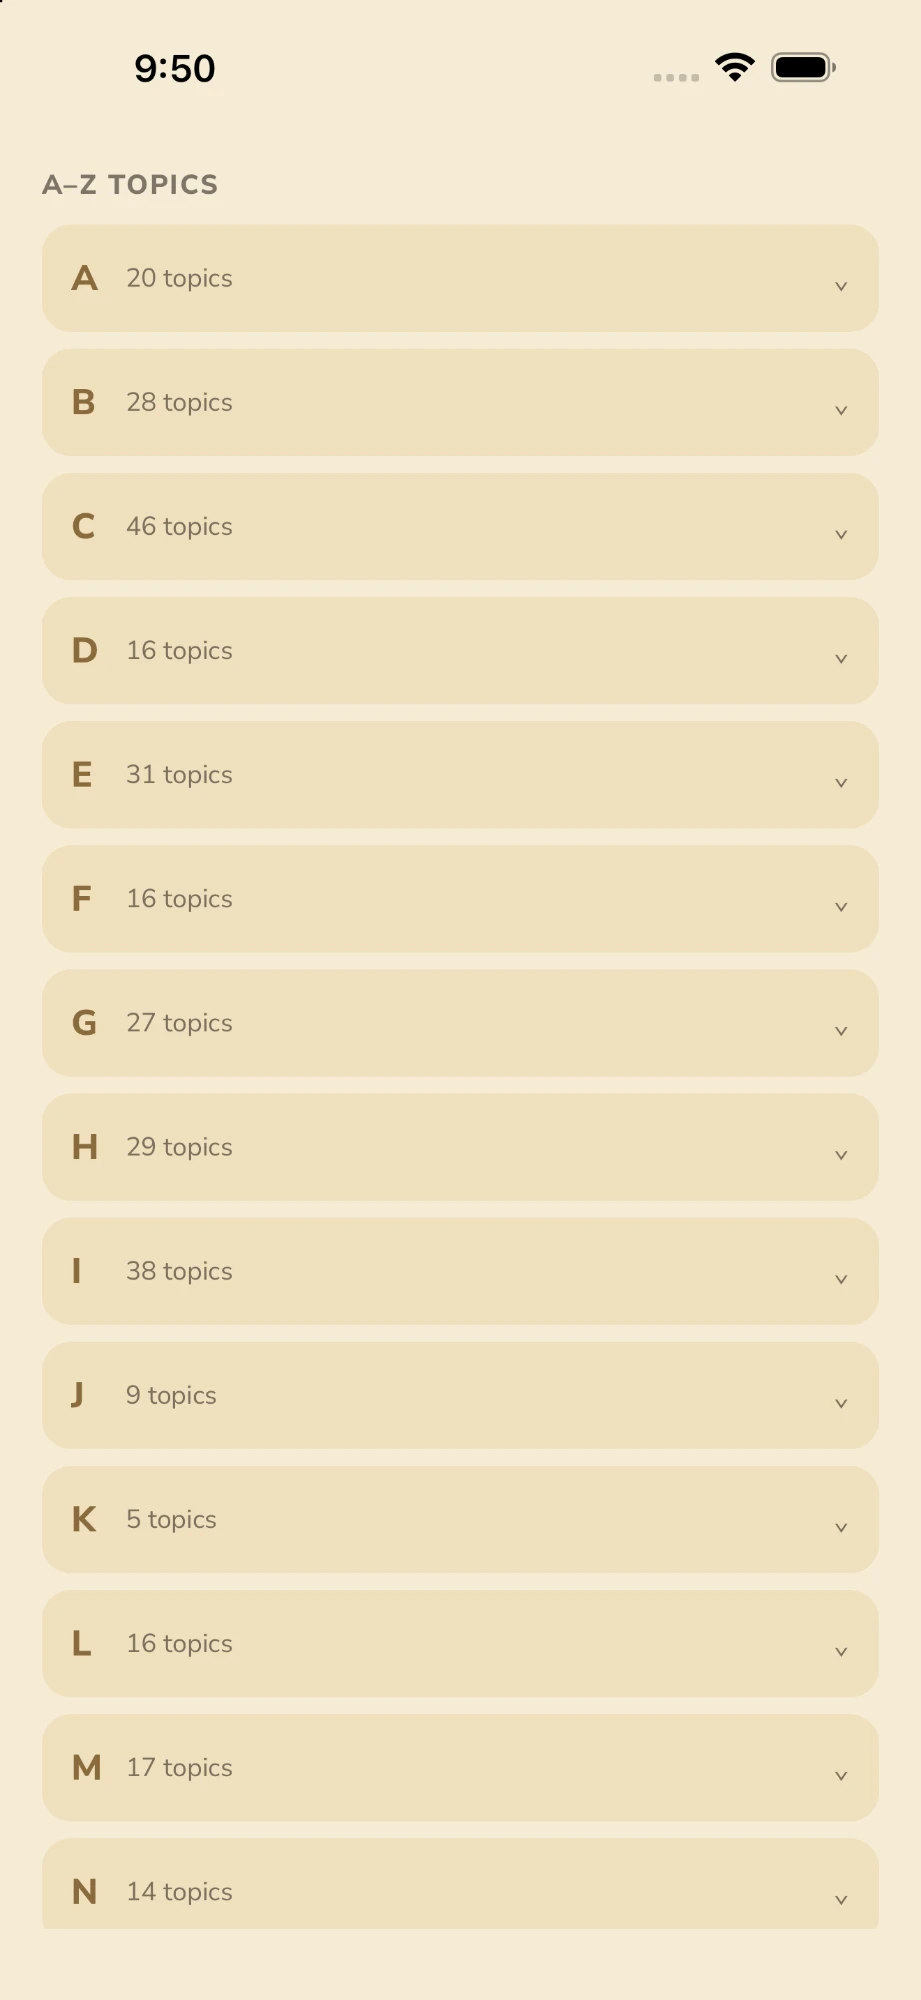 9:50
A–Z TOPICS
A 20 topics
B 28 topics
C 46 topics
D 16 topics
E 31 topics
F 16 topics
G 27 topics
H 29 topics
I 38 topics
J 9 topics
K 5 topics
L 16 topics
M 17 topics
N 14 topics